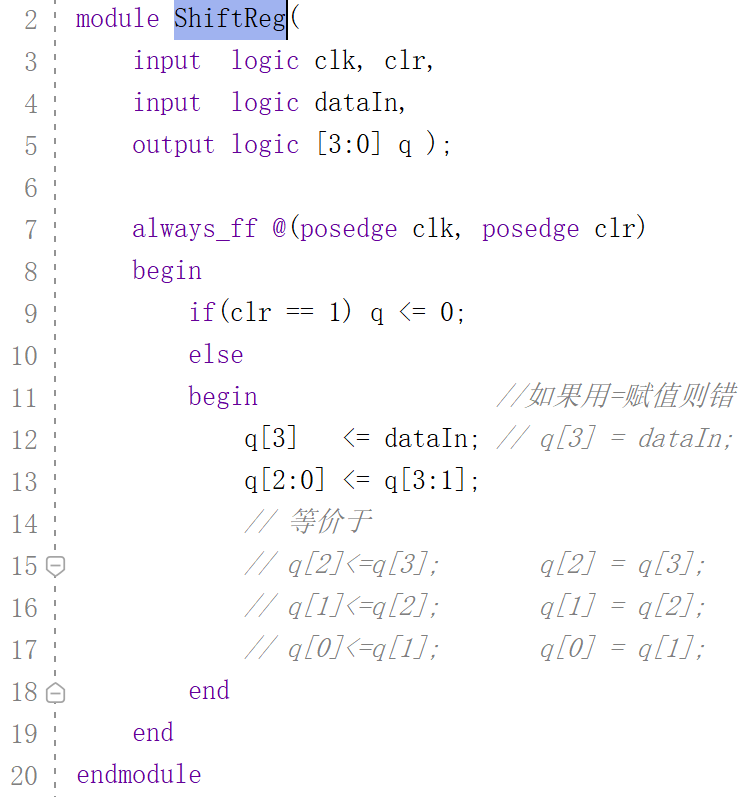 2 module ShiftReg(
3 input  logic clk, clr,
4 input  logic dataIn,
5 output logic [3:0] q );
6
7 always_ff @(posedge clk, posedge clr)
8 begin
9 if(clr == 1) q <= 0;
10 else
11 begin //如果用=赋值则错
12 q[3]   <= dataIn; // q[3] = dataIn;
13 q[2:0] <= q[3:1];
14 // 等价于
15 // q[2]<=q[3]; q[2] = q[3];
16 // q[1]<=q[2]; q[1] = q[2];
17 // q[0]<=q[1]; q[0] = q[1];
18 end
19 end
20 endmodule